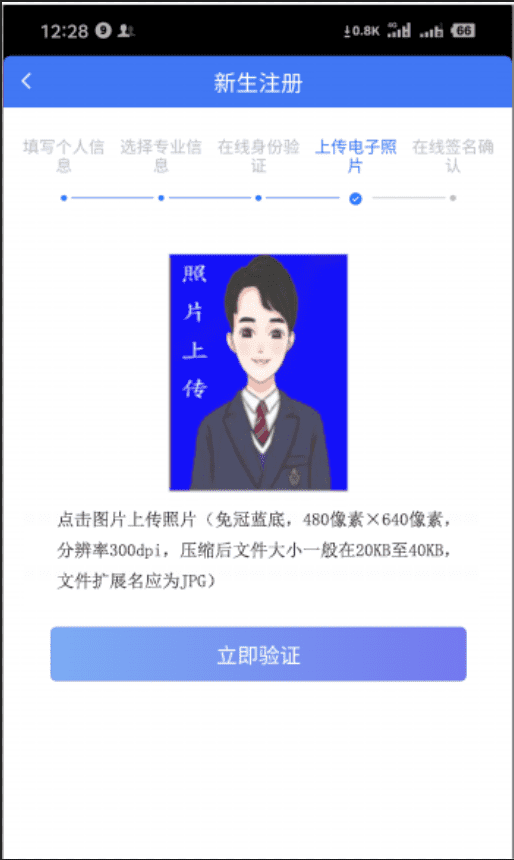 12:28 9
0.8K 4G 66
新生注册
填写个人信
息
选择专业信
息
在线身份验
证
上传电子照
片
在线签名确
认
照
片
上
传
点击图片上传照片（免冠蓝底，480像素×640像素，
分辨率300dpi，压缩后文件大小一般在20KB至40KB，
文件扩展名应为JPG）
立即验证